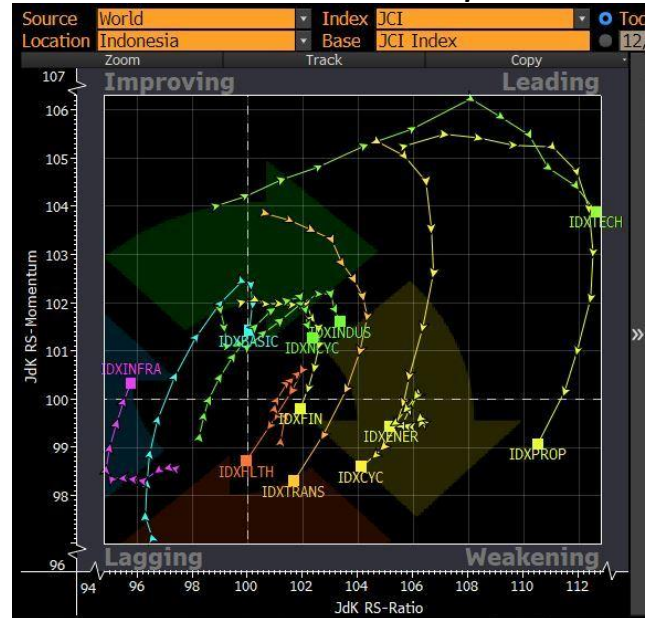 Source World Index JCI Tod
Location Indonesia Base JCI Index 12/
Zoom Track Copy
107
Improving Leading
106
105
104
IDXTECH
103
102
IDXINDUS
IDXBASIC
IDXNCYC
101
IDXINFRA
100
IDXFIN
IDXENER
99
IDXPROP
IDXHLTH
IDXCYC
IDXTRANS
98
96
Lagging Weakening
94 96 98 100 102 104 106 108 110 112
JdK RS-Ratio
JdK RS-Momentum
»